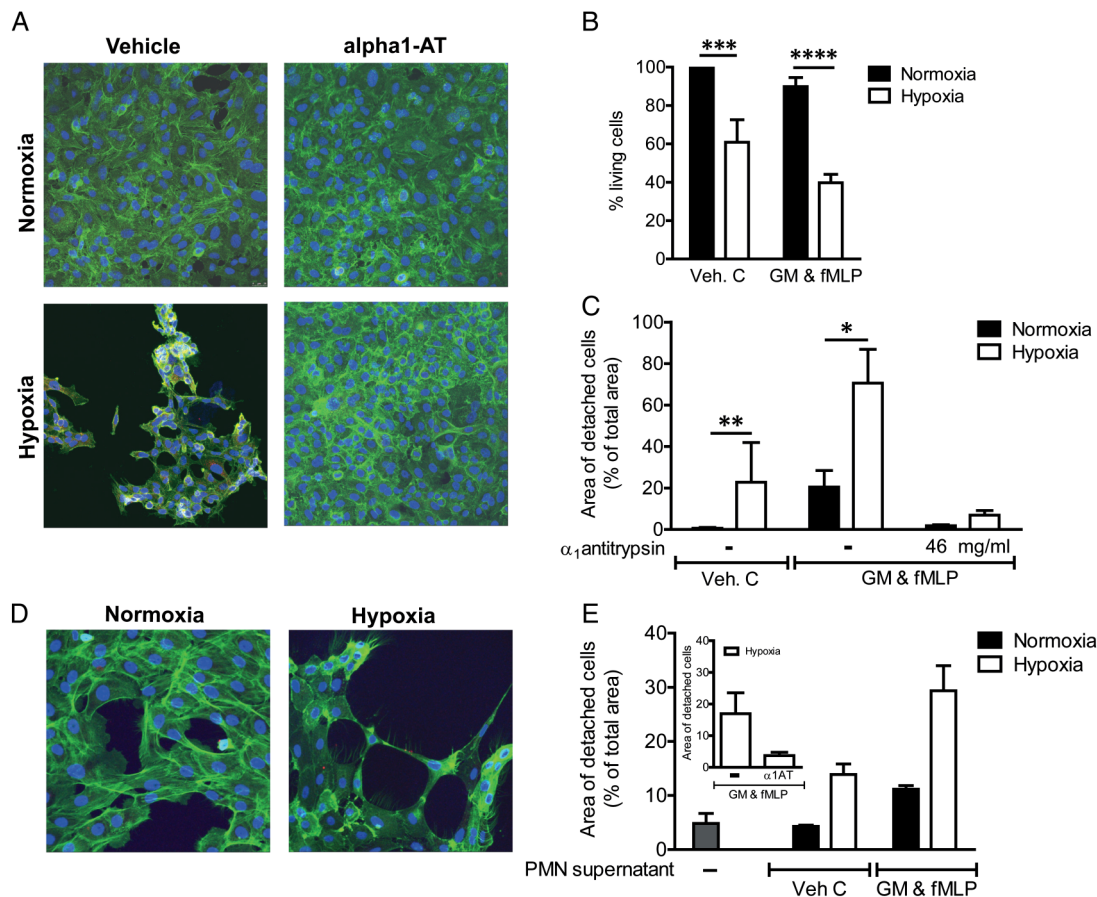 A
Vehicle
alpha1-AT
Normoxia
Hypoxia
B
*** ****
100
80
60
40
20
0
% living cells
Veh. C
GM & fMLP
Normoxia
Hypoxia
C
100
80
60
40
20
0
Area of detached cells
(% of total area)
**
*
Normoxia
Hypoxia
α1antitrypsin - - 46 mg/ml
Veh. C
GM & fMLP
D
Normoxia
Hypoxia
E
40
30
20
10
0
Area of detached cells
(% of total area)
Normoxia
Hypoxia
40
30
20
10
0
Area of detached cells
Hypoxia
- α1AT
GM & fMLP
PMN supernatant –
Veh C
GM & fMLP